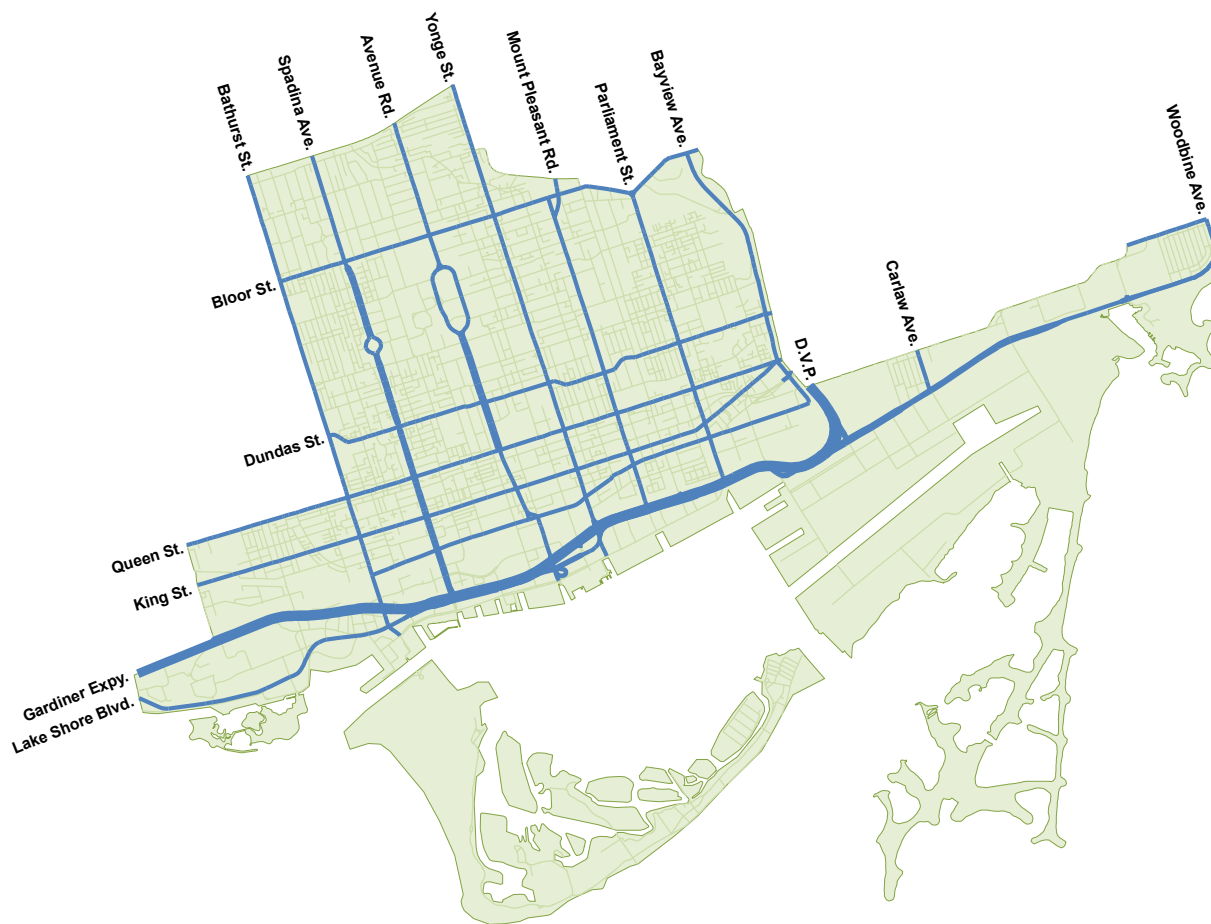 Yonge St.
Avenue Rd.
Spadina Ave.
Bathurst St.
Mount Pleasant Rd.
Parliament St.
Bayview Ave.
Woodbine Ave.
Bloor St.
Carlaw Ave.
D.V.P.
Dundas St.
Queen St.
King St.
Gardiner Expy.
Lake Shore Blvd.